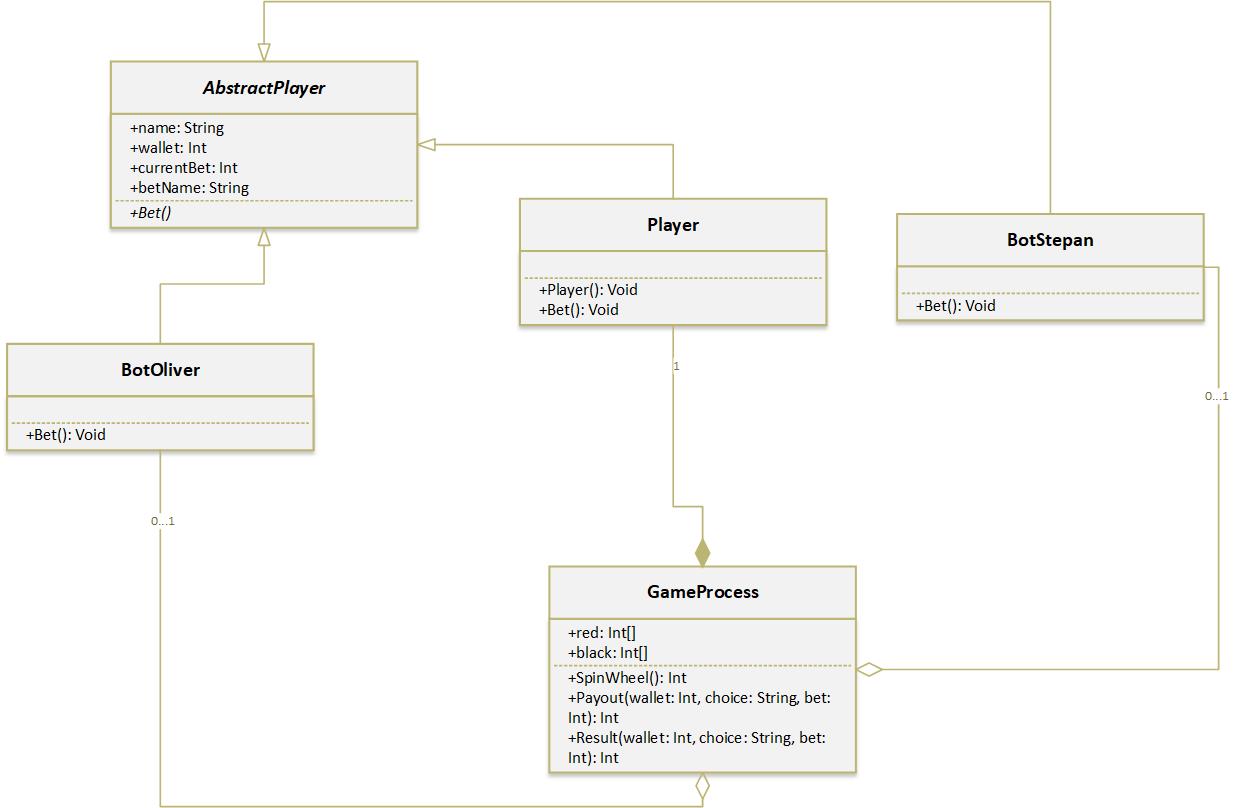 AbstractPlayer
+name: String
+wallet: Int
+currentBet: Int
+betName: String
+Bet()
Player
+Player(): Void
+Bet(): Void
BotStepan
+Bet(): Void
BotOliver
+Bet(): Void
1
0...1
0...1
GameProcess
+red: Int[]
+black: Int[]
+SpinWheel(): Int
+Payout(wallet: Int, choice: String, bet:
Int): Int
+Result(wallet: Int, choice: String, bet:
Int): Int